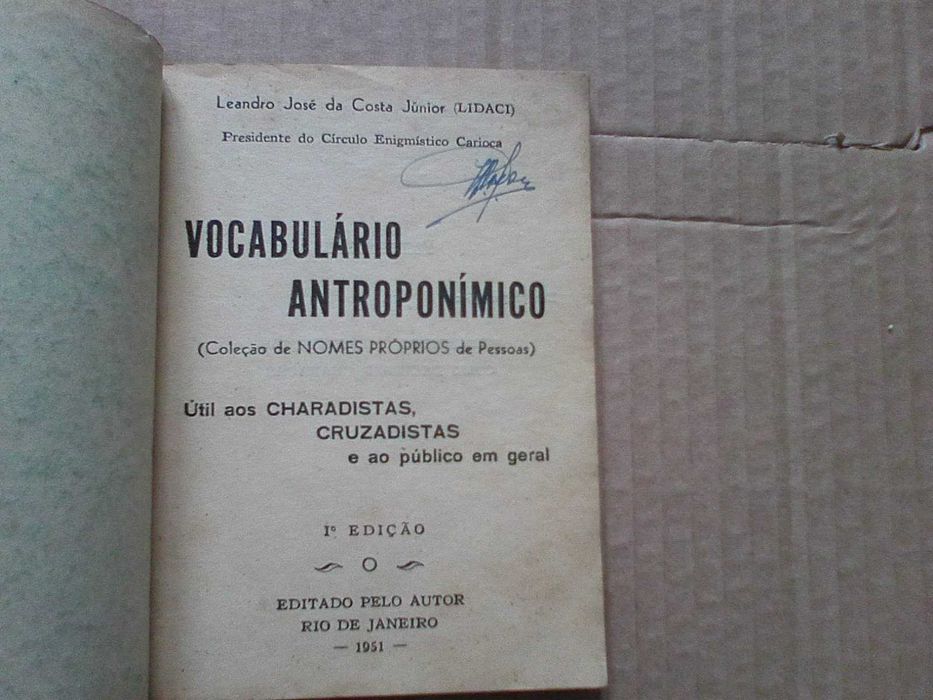 Leandro José da Costa Júnior (LIDACI)
Presidente do Círculo Enigmístico Carioca
VOCABULÁRIO
ANTROPONÍMICO
(Coleção de NOMES PRÓPRIOS de Pessoas)
Útil aos CHARADISTAS,
CRUZADISTAS
e ao público em geral
1º EDIÇÃO
O
EDITADO PELO AUTOR
RIO DE JANEIRO
— 1951 —